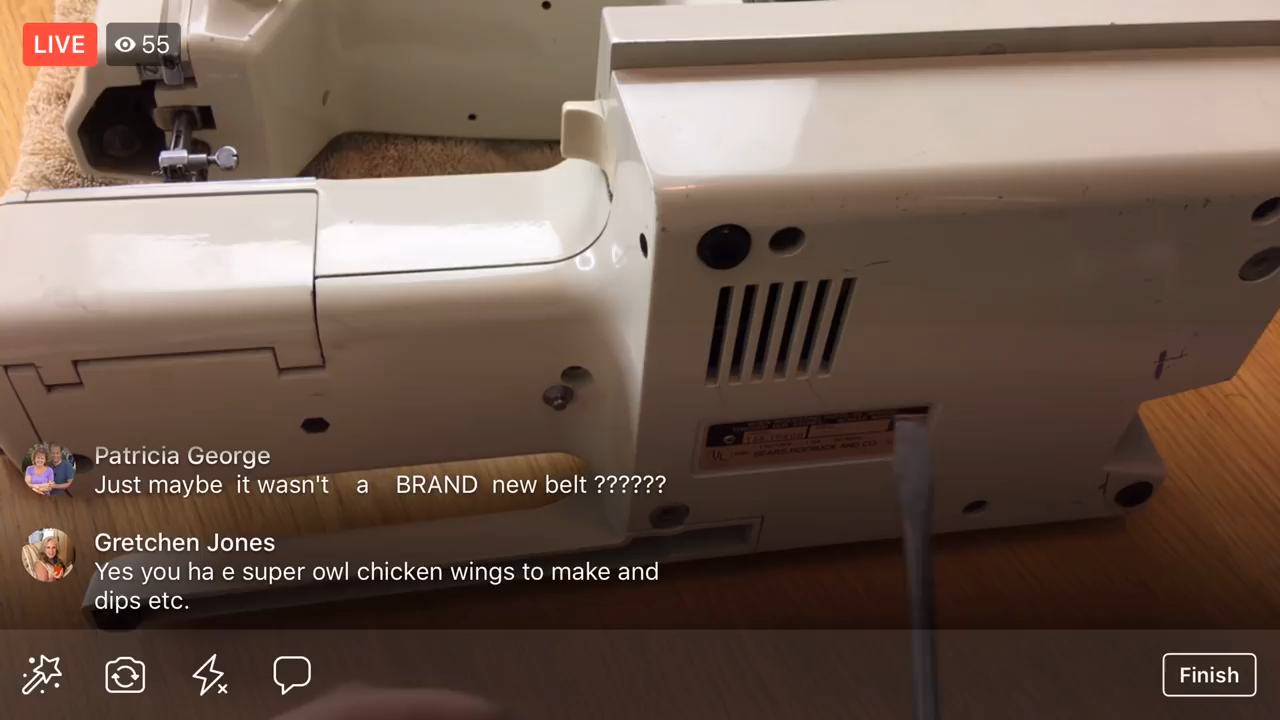 LIVE
55
SEARS, ROEBUCK AND CO.
Patricia George
Just maybe it wasn't a BRAND new belt ??????
Gretchen Jones
Yes you ha e super owl chicken wings to make and
dips etc.
Finish